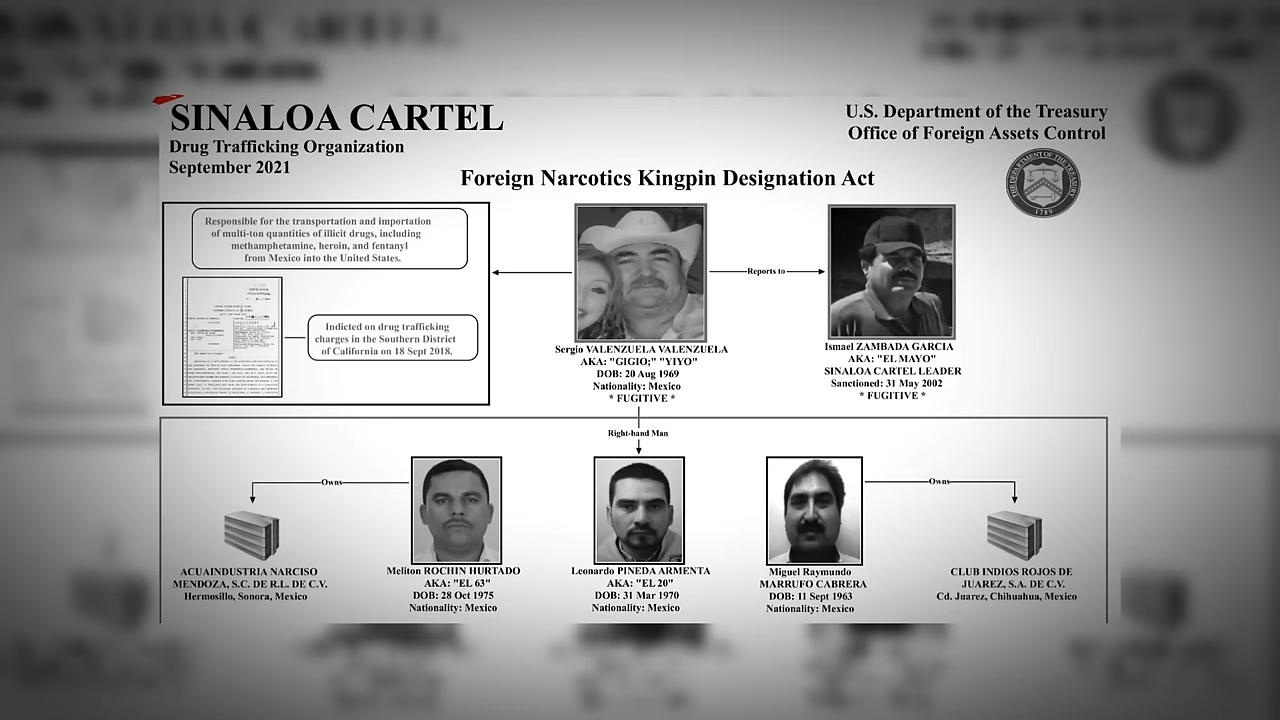 SINALOA CARTEL
Drug Trafficking Organization
September 2021
U.S. Department of the Treasury
Office of Foreign Assets Control
THE DEPARTMENT OF THE TREASURY
1789
Foreign Narcotics Kingpin Designation Act
Responsible for the transportation and importation
of multi-ton quantities of illicit drugs, including
methamphetamine, heroin, and fentanyl
from Mexico into the United States.
Indicted on drug trafficking
charges in the Southern District
of California on 18 Sept 2018.
Reports to
Sergio VALENZUELA VALENZUELA
AKA: "GIGIO;" "YIYO"
DOB: 20 Aug 1969
Nationality: Mexico
* FUGITIVE *
Ismael ZAMBADA GARCIA
AKA: "EL MAYO"
SINALOA CARTEL LEADER
Sanctioned: 31 May 2002
* FUGITIVE *
Right-hand Man
Owns
Owns
ACUAINDUSTRIA NARCISO
MENDOZA, S.C. DE R.L. DE C.V.
Hermosillo, Sonora, Mexico
Meliton ROCHIN HURTADO
AKA: "EL 63"
DOB: 28 Oct 1975
Nationality: Mexico
Leonardo PINEDA ARMENTA
AKA: "EL 20"
DOB: 31 Mar 1970
Nationality: Mexico
Miguel Raymundo
MARRUFO CABRERA
DOB: 11 Sept 1963
Nationality: Mexico
CLUB INDIOS ROJOS DE
JUAREZ, S.A. DE C.V.
Cd. Juarez, Chihuahua, Mexico